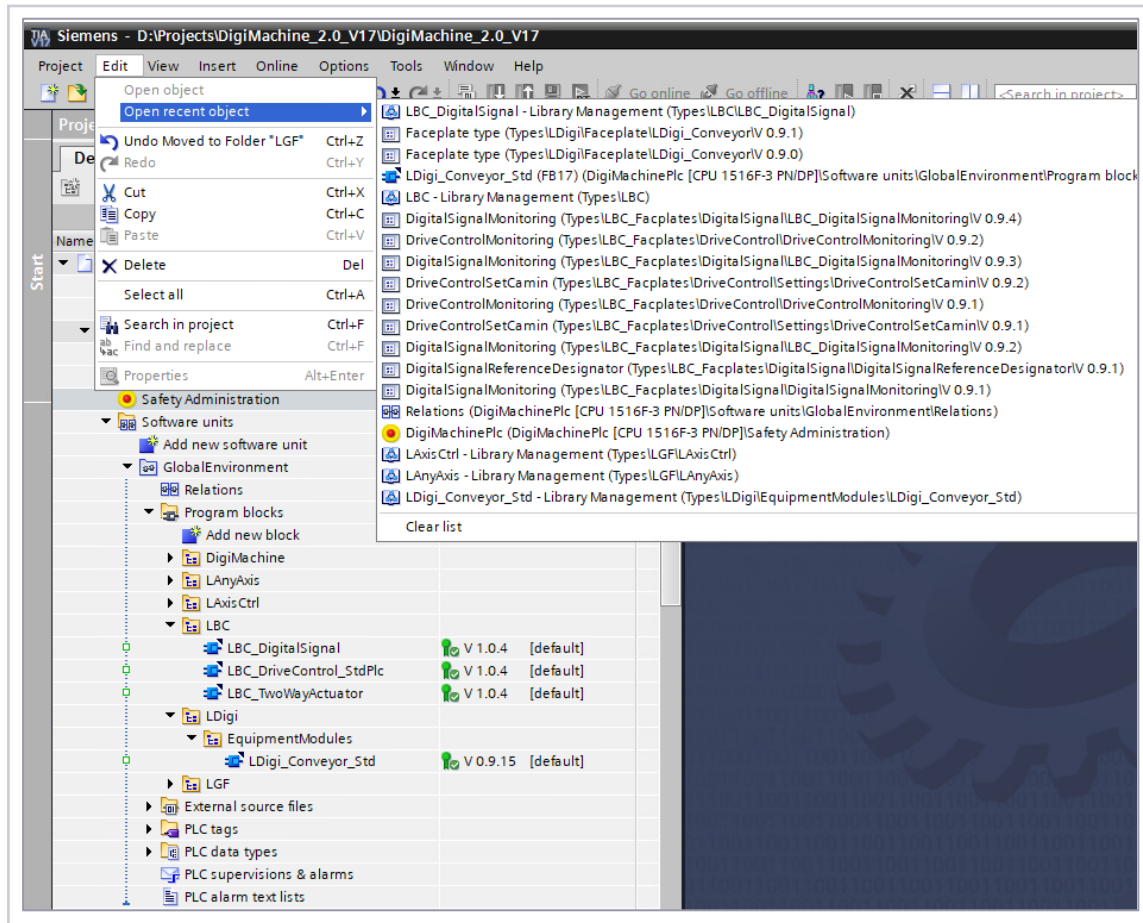 Siemens - D:\Projects\DigiMachine_2.0_V17\DigiMachine_2.0_V17
Project Edit View Insert Online Options Tools Window Help
Go online Go offline <Search in project>
Open object
Open recent object
Undo Moved to Folder "LGF" Ctrl+Z
Redo Ctrl+Y
Cut Ctrl+X
Copy Ctrl+C
Paste Ctrl+V
Delete Del
Select all Ctrl+A
Search in project Ctrl+F
Find and replace Ctrl+F
Properties Alt+Enter
LBC_DigitalSignal - Library Management (Types\LBC\LBC_DigitalSignal)
Faceplate type (Types\LDigi\Faceplate\LDigi_Conveyor\V 0.9.1)
Faceplate type (Types\LDigi\Faceplate\LDigi_Conveyor\V 0.9.0)
LDigi_Conveyor_Std (FB17) (DigiMachinePlc [CPU 1516F-3 PN/DP]\Software units\GlobalEnvironment\Program block
LBC - Library Management (Types\LBC)
DigitalSignalMonitoring (Types\LBC_Facplates\DigitalSignal\LBC_DigitalSignalMonitoring\V 0.9.4)
DriveControlMonitoring (Types\LBC_Facplates\DriveControl\DriveControlMonitoring\V 0.9.2)
DigitalSignalMonitoring (Types\LBC_Facplates\DigitalSignal\LBC_DigitalSignalMonitoring\V 0.9.3)
DriveControlSetCamin (Types\LBC_Facplates\DriveControl\Settings\DriveControlSetCamin\V 0.9.2)
DriveControlMonitoring (Types\LBC_Facplates\DriveControl\DriveControlMonitoring\V 0.9.1)
DriveControlSetCamin (Types\LBC_Facplates\DriveControl\Settings\DriveControlSetCamin\V 0.9.1)
DigitalSignalMonitoring (Types\LBC_Facplates\DigitalSignal\LBC_DigitalSignalMonitoring\V 0.9.2)
DigitalSignalReferenceDesignator (Types\LBC_Facplates\DigitalSignal\DigitalSignalReferenceDesignator\V 0.9.1)
DigitalSignalMonitoring (Types\LBC_Facplates\DigitalSignal\DigitalSignalMonitoring\V 0.9.1)
Relations (DigiMachinePlc [CPU 1516F-3 PN/DP]\Software units\GlobalEnvironment\Relations)
DigiMachinePlc (DigiMachinePlc [CPU 1516F-3 PN/DP]\Safety Administration)
LAxisCtrl - Library Management (Types\LGF\LAxisCtrl)
LAnyAxis - Library Management (Types\LGF\LAnyAxis)
LDigi_Conveyor_Std - Library Management (Types\LDigi\EquipmentModules\LDigi_Conveyor_Std)
Clear list
Proje
De
Name
Start
Safety Administration
Software units
Add new software unit
GlobalEnvironment
Relations
Program blocks
Add new block
DigiMachine
LAnyAxis
LAxisCtrl
LBC
LBC_DigitalSignal V 1.0.4 [default]
LBC_DriveControl_StdPlc V 1.0.4 [default]
LBC_TwoWayActuator V 1.0.4 [default]
LDigi
EquipmentModules
LDigi_Conveyor_Std V 0.9.15 [default]
LGF
External source files
PLC tags
PLC data types
PLC supervisions & alarms
PLC alarm text lists